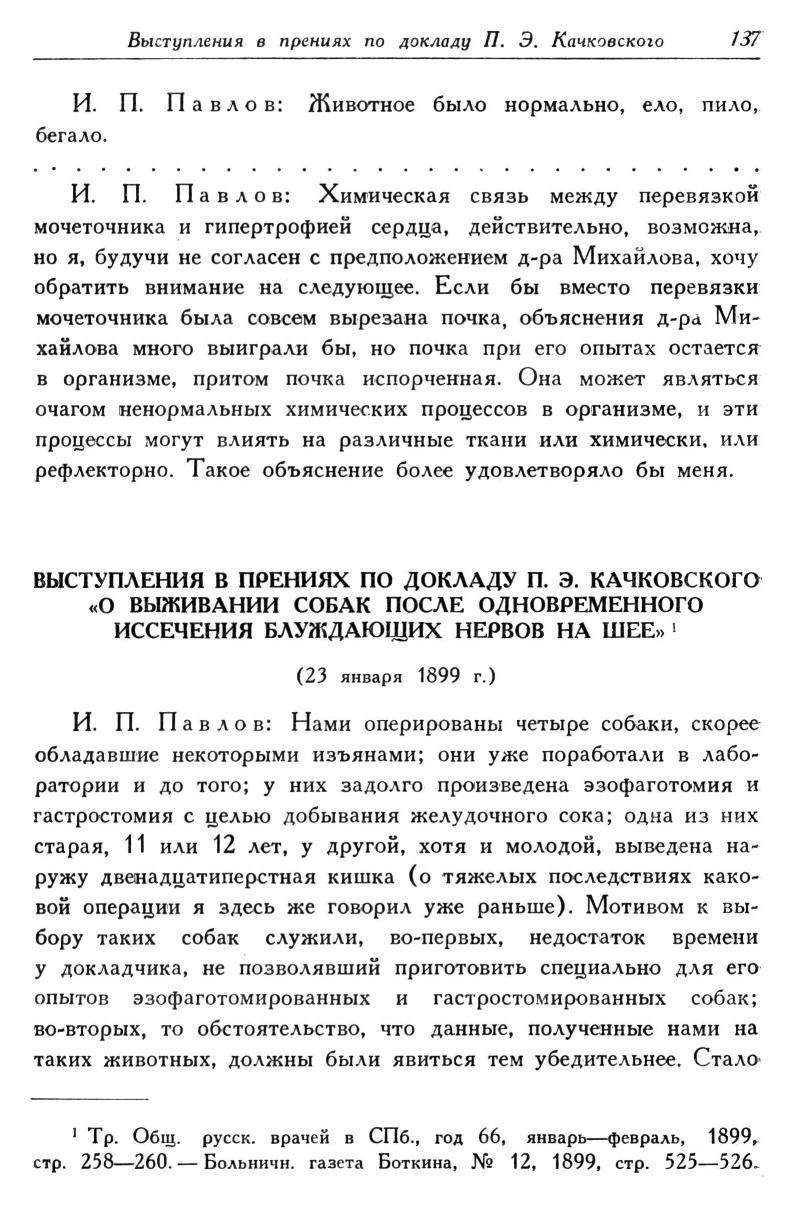 Выступления в прениях по докладу П. Э. Качковского 137
И. П. Павлов: Животное было нормально, ело, пило,
бегало.
. . . . . . . . . . . . . . . . . . . . . . . . . . . . .
И. П. Павлов: Химическая связь между перевязкой
мочеточника и гипертрофией сердца, действительно, возможна,
но я, будучи не согласен с предположением д-ра Михайлова, хочу
обратить внимание на следующее. Если бы вместо перевязки
мочеточника была совсем вырезана почка, объяснения д-ра Ми-
хайлова много выиграли бы, но почка при его опытах остается
в организме, притом почка испорченная. Она может являться
очагом ненормальных химических процессов в организме, и эти
процессы могут влиять на различные ткани или химически, или
рефлекторно. Такое объяснение более удовлетворяло бы меня.
ВЫСТУПЛЕНИЯ В ПРЕНИЯХ ПО ДОКЛАДУ П. Э. КАЧКОВСКОГО
«О ВЫЖИВАНИИ СОБАК ПОСЛЕ ОДНОВРЕМЕННОГО
ИССЕЧЕНИЯ БЛУЖДАЮЩИХ НЕРВОВ НА ШЕЕ» ¹
(23 января 1899 г.)
И. П. Павлов: Нами оперированы четыре собаки, скорее
обладавшие некоторыми изъянами; они уже поработали в лабо-
ратории и до того; у них задолго произведена эзофаготомия и
гастростомия с целью добывания желудочного сока; одна из них
старая, 11 или 12 лет, у другой, хотя и молодой, выведена на-
ружу двенадцатиперстная кишка (о тяжелых последствиях како-
вой операции я здесь же говорил уже раньше). Мотивом к вы-
бору таких собак служили, во-первых, недостаток времени
у докладчика, не позволявший приготовить специально для его
опытов эзофаготомированных и гастростомированных собак;
во-вторых, то обстоятельство, что данные, полученные нами на
таких животных, должны были явиться тем убедительнее. Стало
¹ Тр. Общ. русск. врачей в СПб., год 66, январь—февраль, 1899,
стр. 258—260. — Больничн. газета Боткина, № 12, 1899, стр. 525—526.